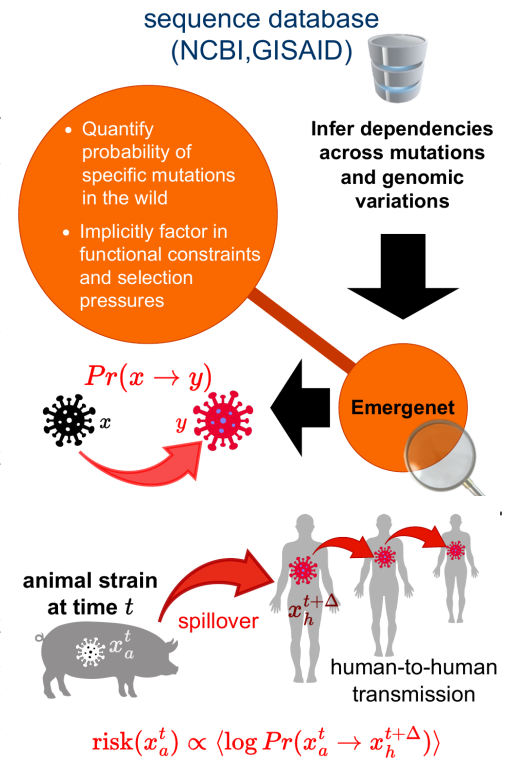 sequence database
(NCBI,GISAID)
Infer dependencies
across mutations
and genomic
variations
• Quantify
probability of
specific mutations
in the wild
• Implicitly factor in
functional constraints
and selection
pressures
Emergenet
Pr(x → y)
x
y
animal strain
at time t
x_a^t
spillover
x_h^{t+Δ}
human-to-human
transmission
risk(x_a^t) ∝ ⟨log Pr(x_a^t → x_h^{t+Δ})⟩